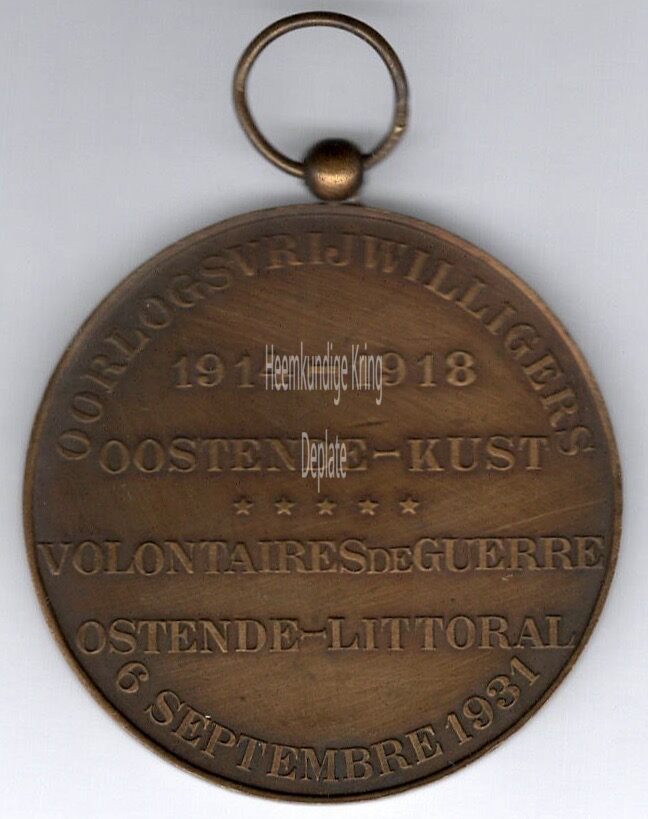 OORLOGSVRIJWILLIGERS
1914-1918
Heemkundige Kring
OOSTENDE-KUST
Deplate
★ ★ ★ ★ ★
VOLONTAIRES DE GUERRE
OSTENDE-LITTORAL
6 SEPTEMBRE 1931